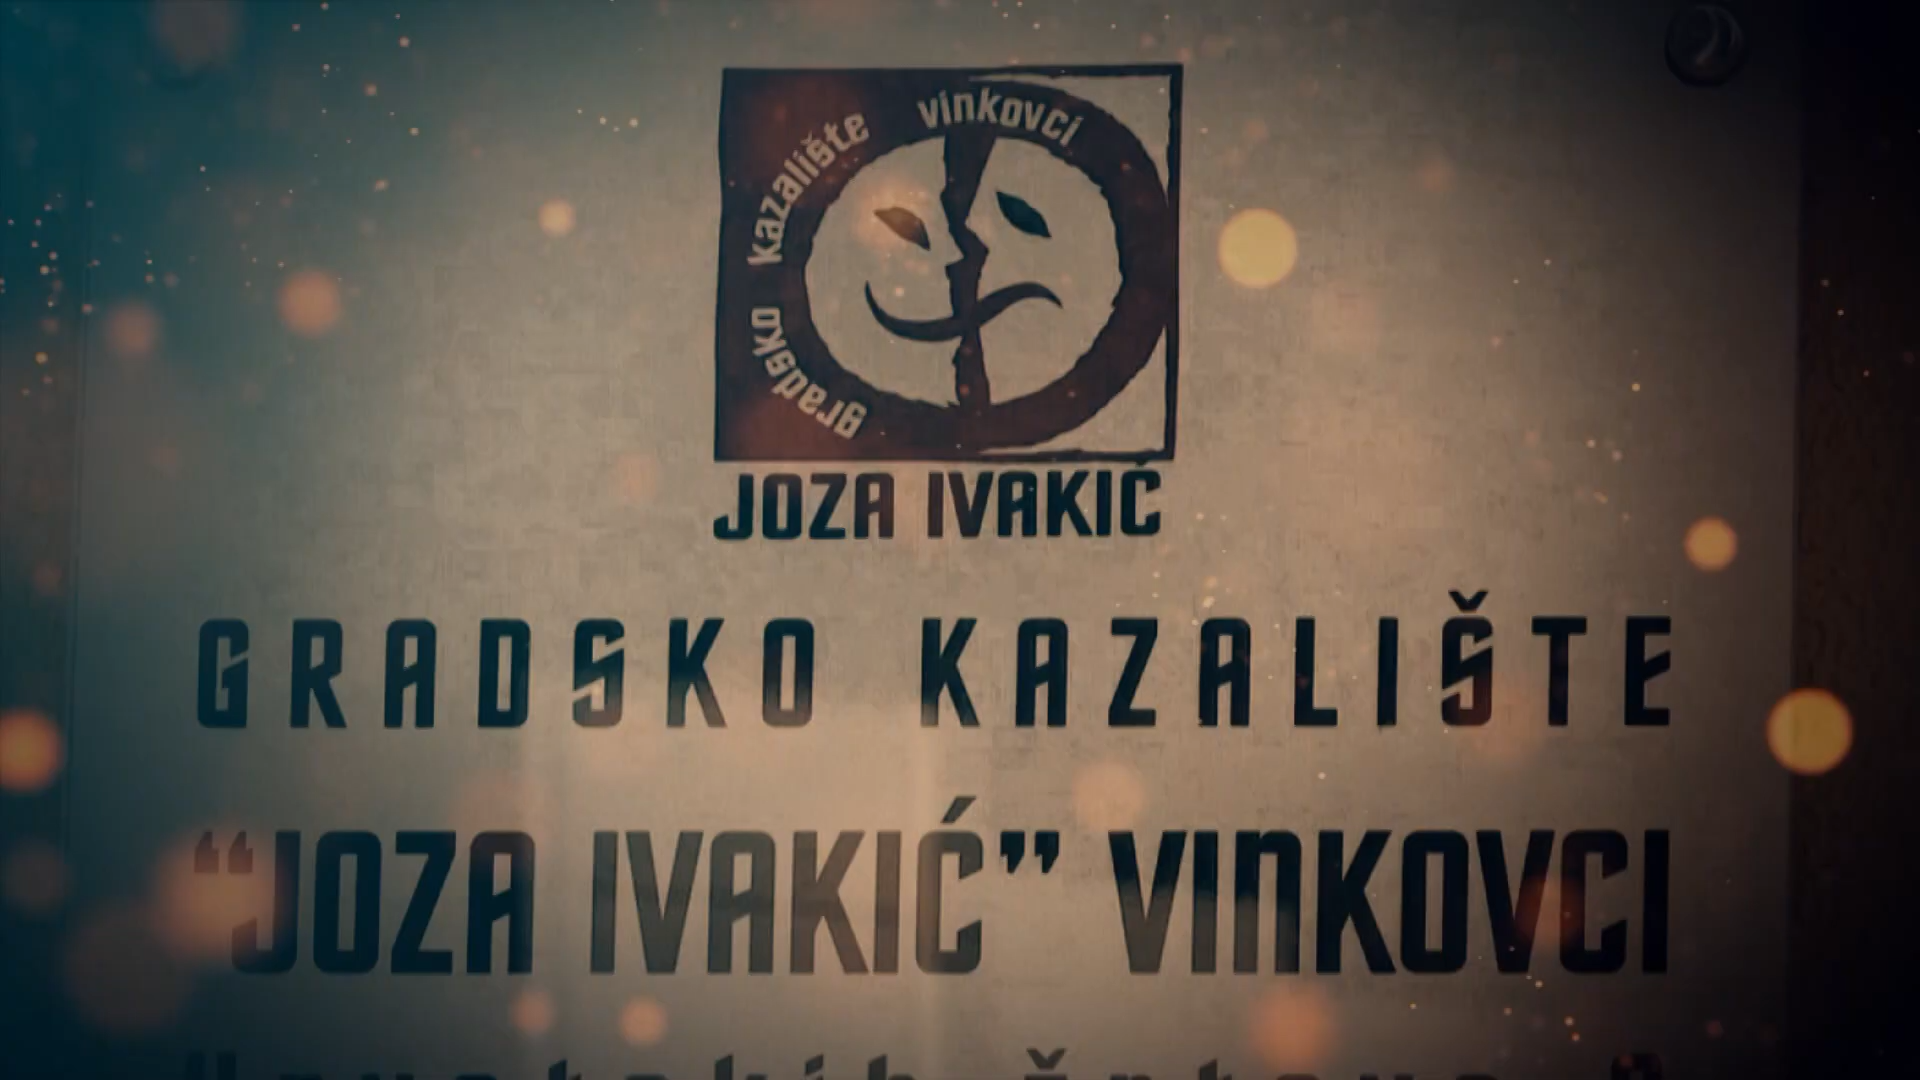 gradsko kazalište vinkovci
JOZA IVAKIĆ
GRADSKO KAZALIŠTE
“JOZA IVAKIĆ” VINKOVCI